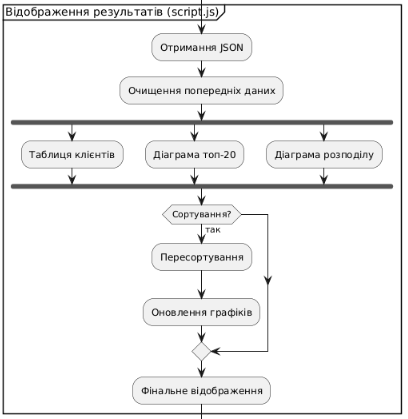 Відображення результатів (script.js)
Отримання JSON
Очищення попередніх даних
Таблиця клієнтів
Діаграма топ-20
Діаграма розподілу
Сортування?
так
Пересортування
Оновлення графіків
Фінальне відображення